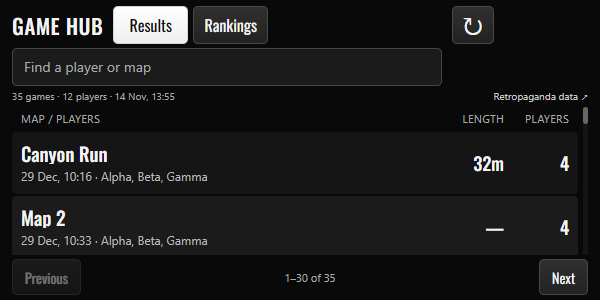 GAME HUB Results Rankings ↻
Find a player or map
35 games · 12 players · 14 Nov, 13:55 Retropaganda data ↗
MAP / PLAYERS LENGTH PLAYERS
Canyon Run 32m 4
29 Dec, 10:16 · Alpha, Beta, Gamma
Map 2 — 4
29 Dec, 10:33 · Alpha, Beta, Gamma
Previous 1–30 of 35 Next